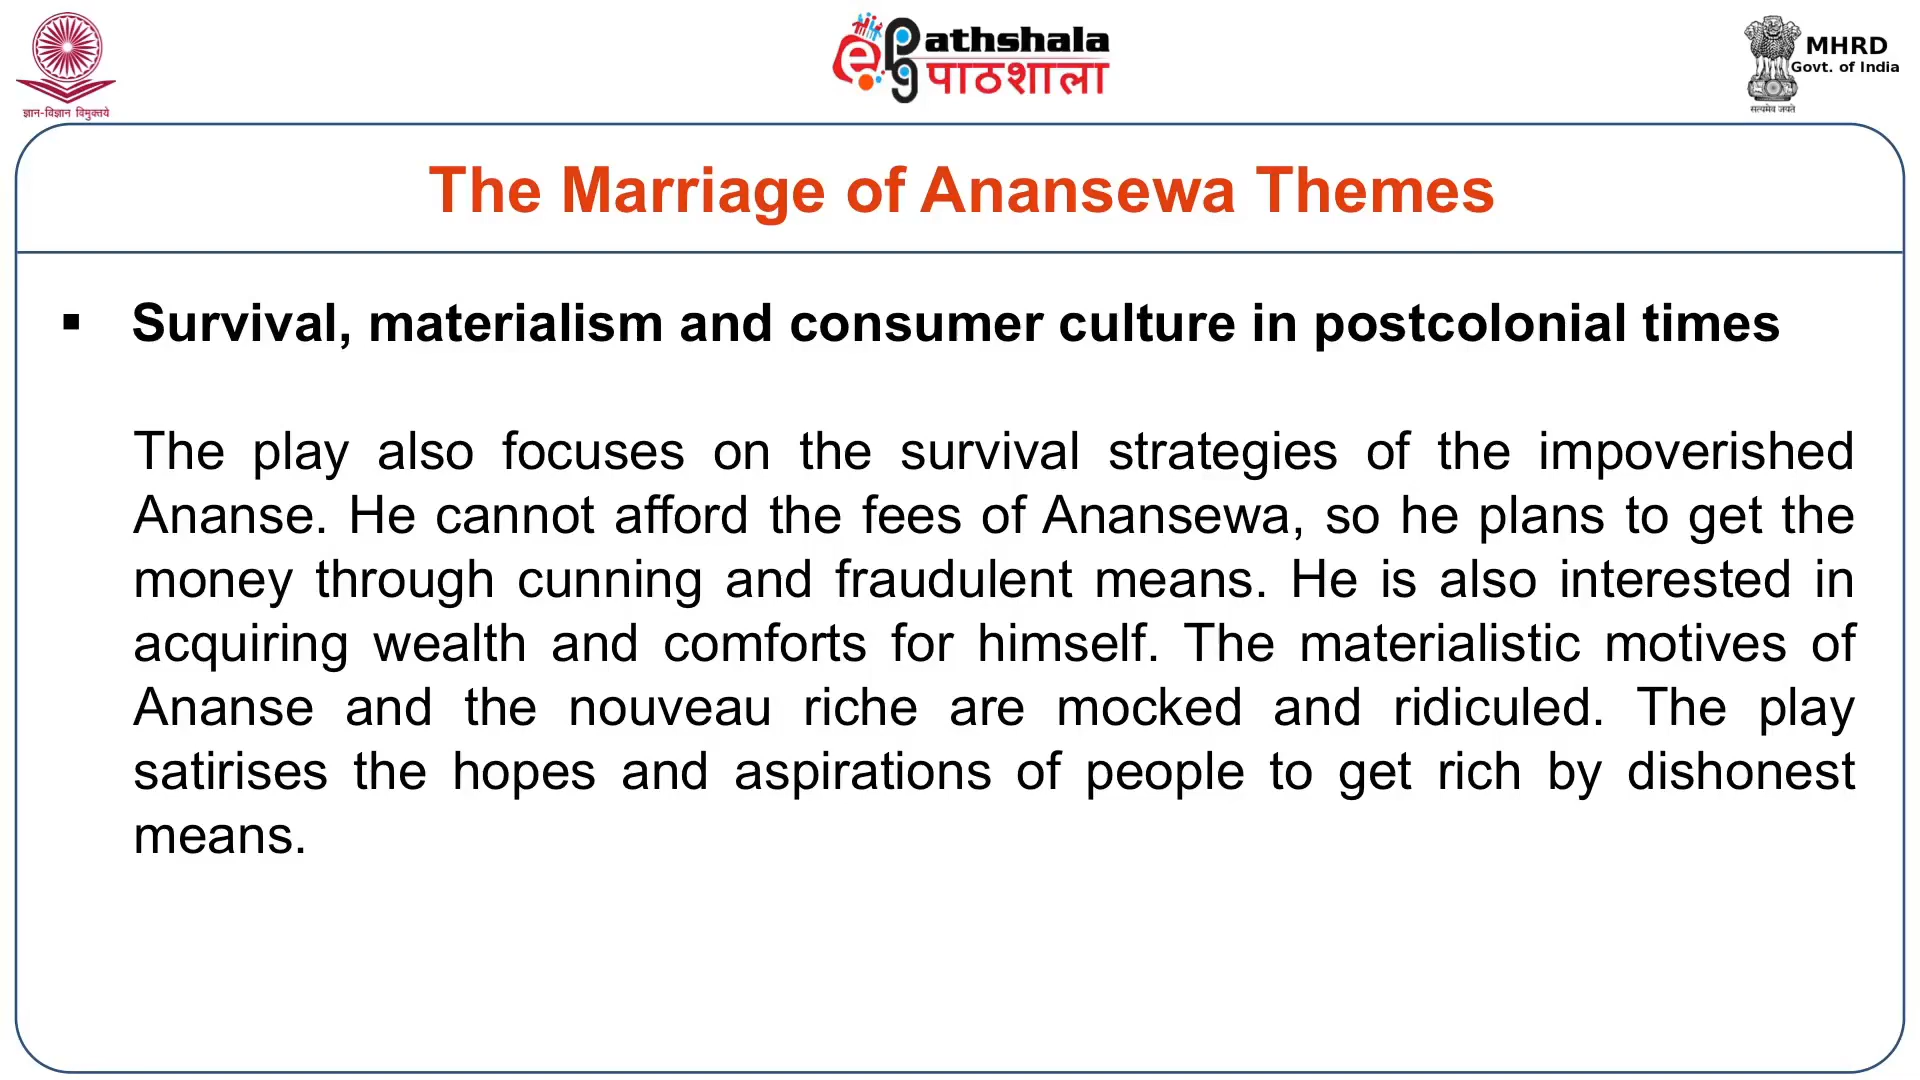 ज्ञान-विज्ञान विमुक्तये
Pathshala
पाठशाला
MHRD
Govt. of India
सत्यमेव जयते
The Marriage of Anansewa Themes
▪ Survival, materialism and consumer culture in postcolonial times
The play also focuses on the survival strategies of the impoverished
Ananse. He cannot afford the fees of Anansewa, so he plans to get the
money through cunning and fraudulent means. He is also interested in
acquiring wealth and comforts for himself. The materialistic motives of
Ananse and the nouveau riche are mocked and ridiculed. The play
satirises the hopes and aspirations of people to get rich by dishonest
means.